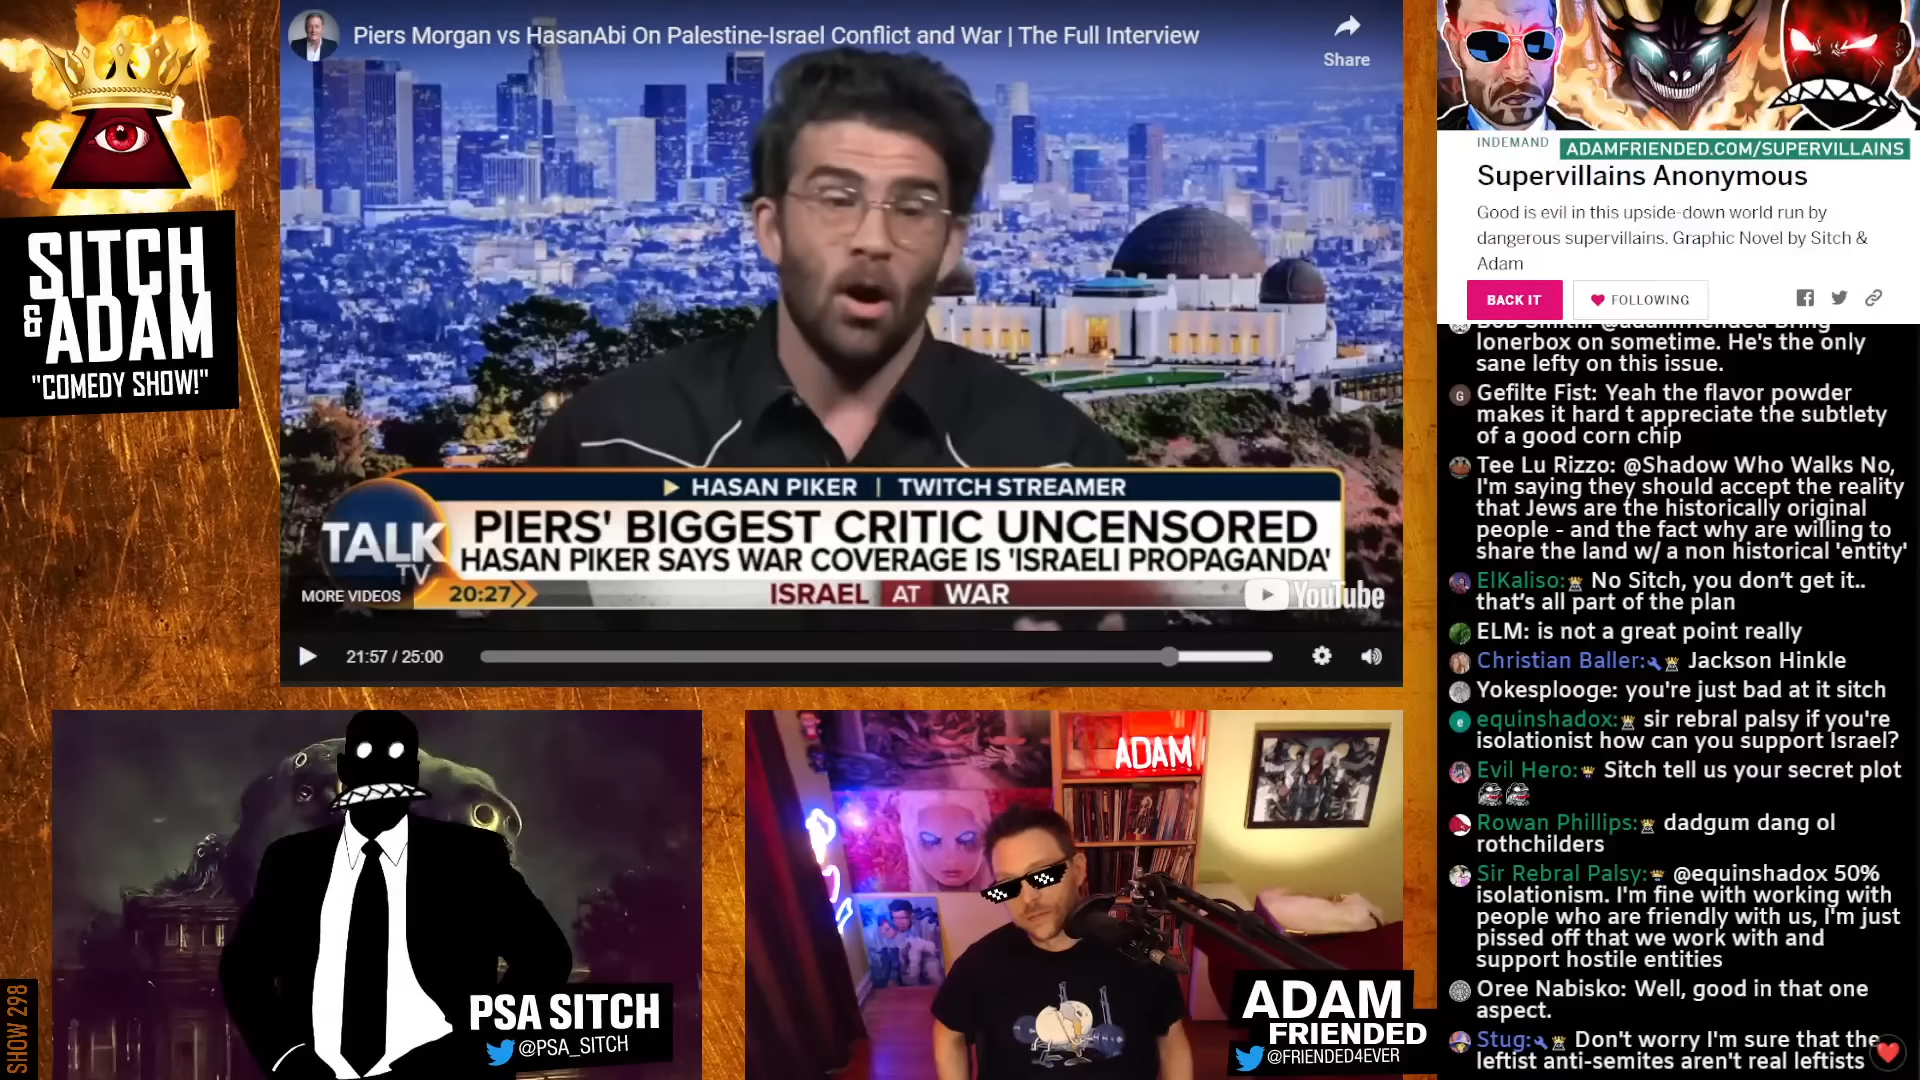 SITCH
& ADAM
"COMEDY SHOW!"
SHOW 298
Piers Morgan vs HasanAbi On Palestine-Israel Conflict and War | The Full Interview
Share
HASAN PIKER | TWITCH STREAMER
TALK TV
PIERS' BIGGEST CRITIC UNCENSORED
HASAN PIKER SAYS WAR COVERAGE IS 'ISRAELI PROPAGANDA'
MORE VIDEOS
20:27
ISRAEL AT WAR
YouTube
21:57 / 25:00
PSA SITCH
@PSA_SITCH
ADAM
ADAM
FRIENDED
@FRIENDED4EVER
INDEMAND
ADAMFRIENDED.COM/SUPERVILLAINS
Supervillains Anonymous
Good is evil in this upside-down world run by
dangerous supervillains. Graphic Novel by Sitch &
Adam
BACK IT
FOLLOWING
Bob Smith: @adamfriended Bring
lonerbox on sometime. He's the only
sane lefty on this issue.
G
Gefilte Fist: Yeah the flavor powder
makes it hard t appreciate the subtlety
of a good corn chip
Tee Lu Rizzo: @Shadow Who Walks No,
I'm saying they should accept the reality
that Jews are the historically original
people - and the fact why are willing to
share the land w/ a non historical 'entity'
ElKaliso: No Sitch, you don't get it..
that's all part of the plan
ELM: is not a great point really
Christian Baller: Jackson Hinkle
Yokesplooge: you're just bad at it sitch
e
equinshadox: sir rebral palsy if you're
isolationist how can you support Israel?
Evil Hero: Sitch tell us your secret plot
Rowan Phillips: dadgum dang ol
rothchilders
Sir Rebral Palsy: @equinshadox 50%
isolationism. I'm fine with working with
people who are friendly with us, I'm just
pissed off that we work with and
support hostile entities
Oree Nabisko: Well, good in that one
aspect.
Stug: Don't worry I'm sure that the
leftist anti-semites aren't real leftists